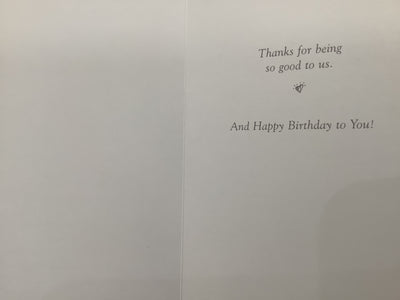 Thanks for being
so good to us.
And Happy Birthday to You!